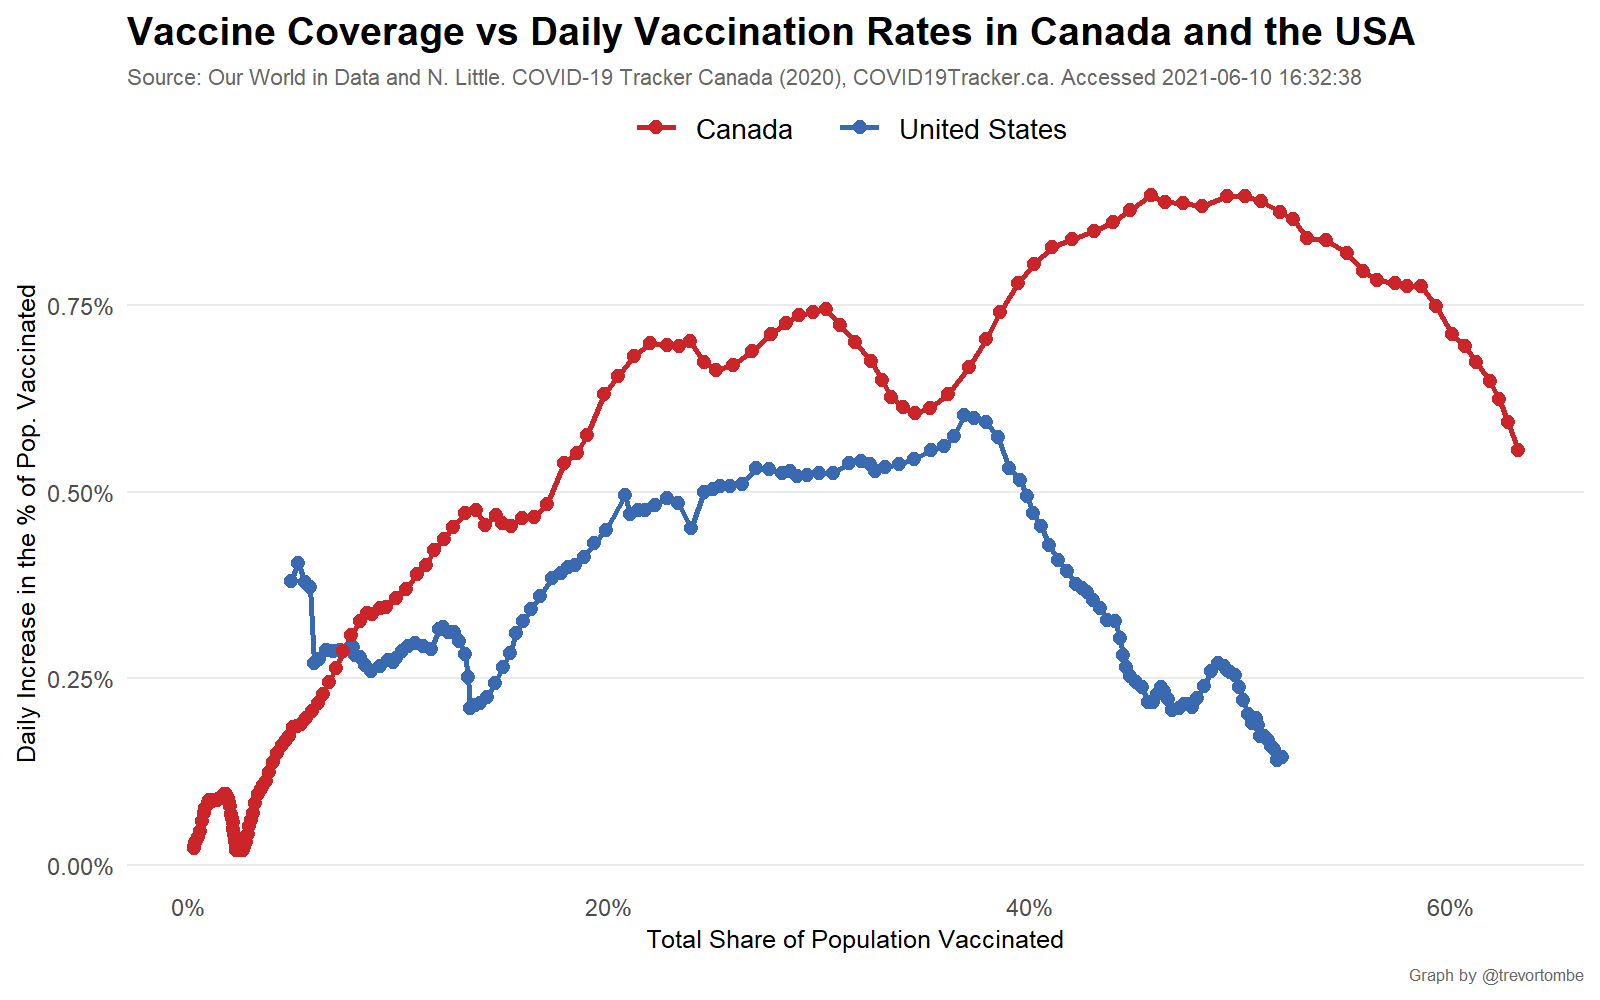 Vaccine Coverage vs Daily Vaccination Rates in Canada and the USA
Source: Our World in Data and N. Little. COVID-19 Tracker Canada (2020), COVID19Tracker.ca. Accessed 2021-06-10 16:32:38
Canada
United States
Daily Increase in the % of Pop. Vaccinated
0.75%
0.50%
0.25%
0.00%
0%
20%
40%
60%
Total Share of Population Vaccinated
Graph by @trevortombe